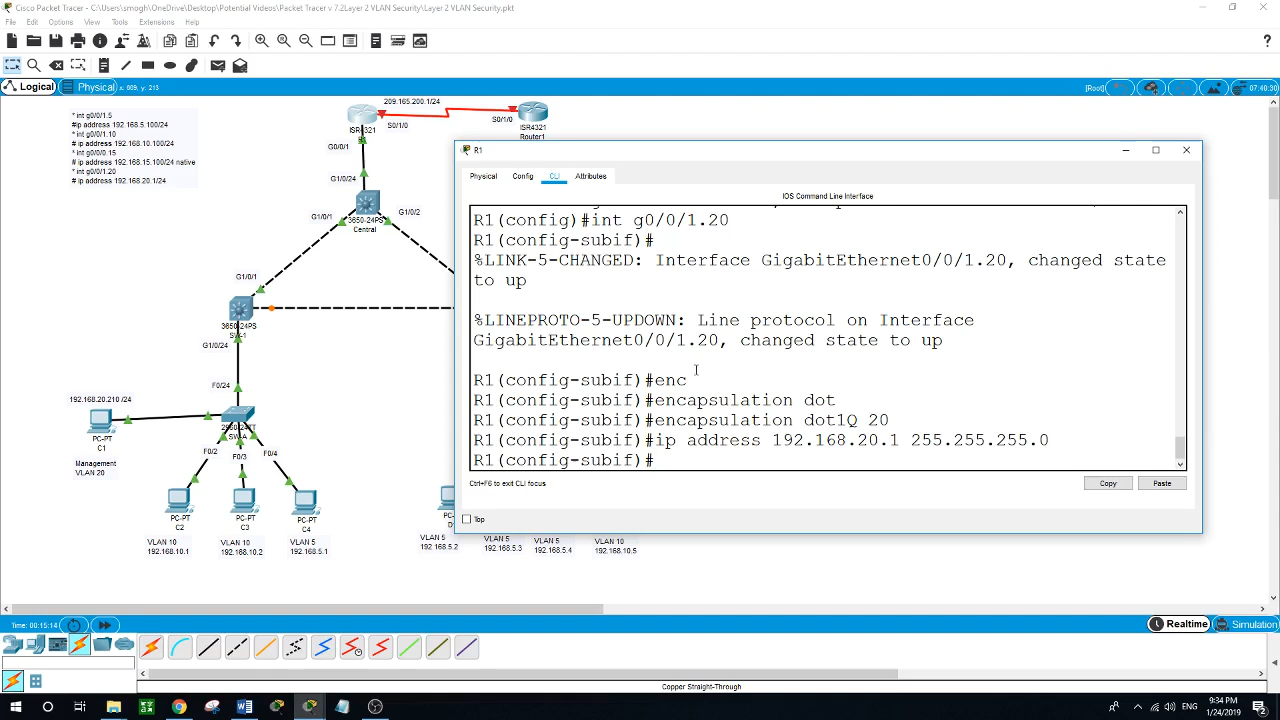 Cisco Packet Tracer - C:\Users\smogh\OneDrive\Desktop\Potential Videos\Packet Tracer v 7.2Layer 2 VLAN Security\Layer 2 VLAN Security.pkt
File Edit Options View Tools Extensions Help
?
Logical Physical x: 809, y: 213 [Root] 07:40:30
* int g0/0/1.5
#ip address 192.168.5.100/24
* int g0/0/1.10
# ip address 192.168.10.100/24
* int g0/0/0.15
# ip address 192.168.15.100/24 native
* int g0/0/1.20
# ip address 192.168.20.1/24
209.165.200.1/24
ISR4321
S0/1/0
S0/1/0
ISR4321
Router1
G0/0/1
G1/0/24
G1/0/1
G1/0/2
3650-24PS
Central
G1/0/1
3650-24PS
SW-1
G1/0/24
F0/24
192.168.20.210 /24
PC-PT
C1
Management
VLAN 20
2960-24TT
SW-A
F0/2
F0/3
F0/4
PC-PT
C2
PC-PT
C3
PC-PT
C4
VLAN 10
192.168.10.1
VLAN 10
192.168.10.2
VLAN 5
192.168.5.1
PC-PT
VLAN 5
192.168.5.2
VLAN 5
192.168.5.3
VLAN 5
192.168.5.4
VLAN 10
192.168.10.5
R1
Physical Config CLI Attributes
IOS Command Line Interface
R1(config)#int g0/0/1.20
R1(config-subif)#
%LINK-5-CHANGED: Interface GigabitEthernet0/0/1.20, changed state
to up
%LINEPROTO-5-UPDOWN: Line protocol on Interface
GigabitEthernet0/0/1.20, changed state to up
R1(config-subif)#enc
R1(config-subif)#encapsulation dot
R1(config-subif)#encapsulation dot1Q 20
R1(config-subif)#ip address 192.168.20.1 255.255.255.0
R1(config-subif)#
Ctrl+F6 to exit CLI focus
Copy Paste
Top
Time: 00:15:14
Realtime Simulation
Copper Straight-Through
ENG
9:34 PM
1/24/2019
2